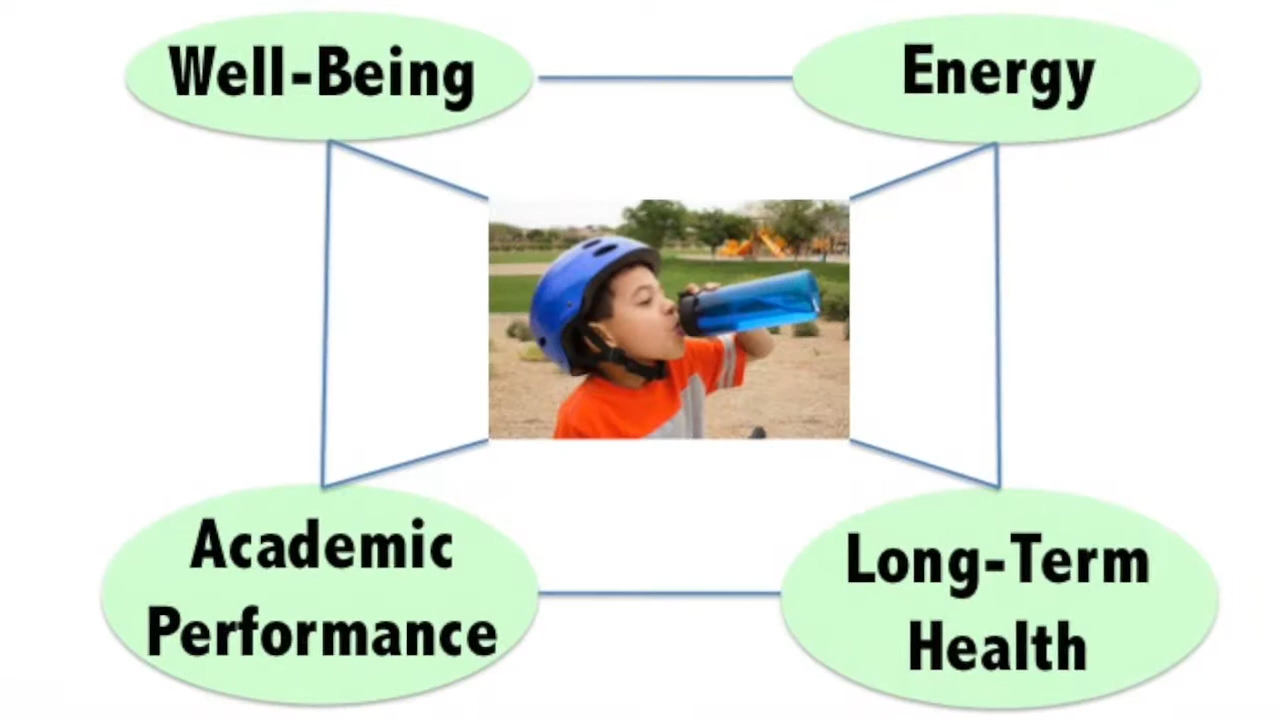 Well-Being
Energy
Academic
Performance
Long-Term
Health